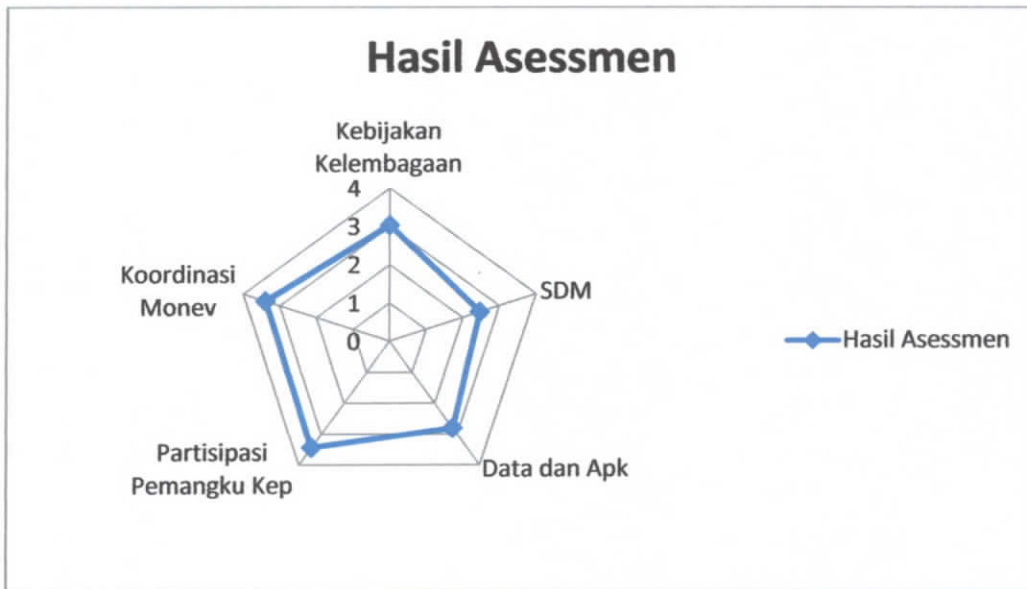 Hasil Asessmen
Kebijakan
Kelembagaan
4
3
2
1
0
SDM
Data dan Apk
Partisipasi
Pemangku Kep
Koordinasi
Monev
Hasil Asessmen